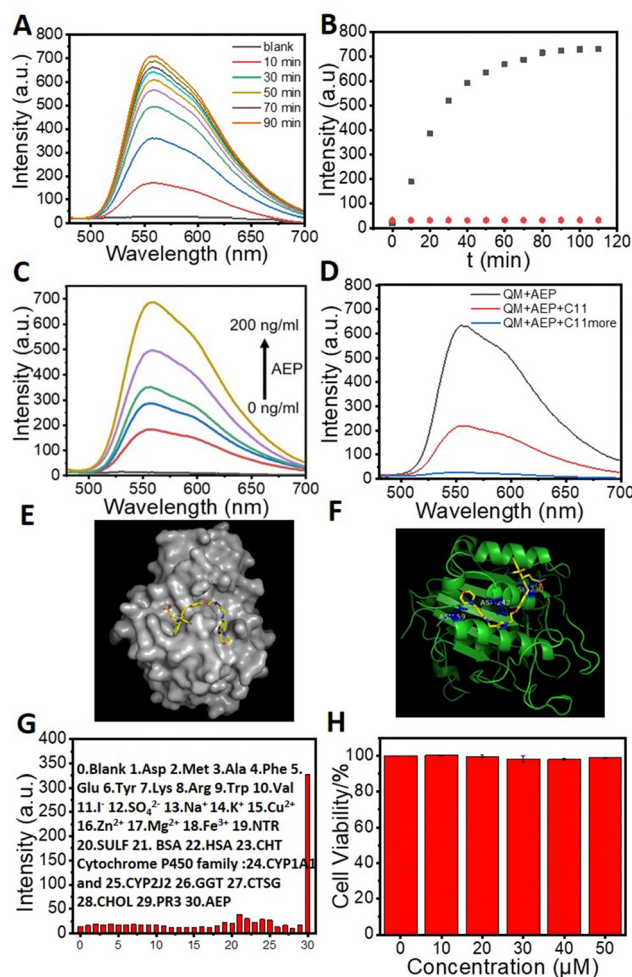 A
Intensity (a.u.)
800
700
600
500
400
300
200
100
0
500 550 600 650 700
Wavelength (nm)
blank
10 min
30 min
50 min
70 min
90 min
B
Intensity (a.u)
800
700
600
500
400
300
200
100
0
0 20 40 60 80 100 120
t (min)
C
Intensity (a.u.)
700
600
500
400
300
200
100
0
500 550 600 650 700
Wavelength (nm)
200 ng/ml
AEP
0 ng/ml
D
Intensity (a.u.)
700
600
500
400
300
200
100
0
500 550 600 650 700
Wavelength (nm)
QM+AEP
QM+AEP+C11
QM+AEP+C11more
E
F
G
Intensity (a.u.)
400
350
300
250
200
150
100
50
0
0 5 10 15 20 25 30
0.Blank 1.Asp 2.Met 3.Ala 4.Phe 5.
Glu 6.Tyr 7.Lys 8.Arg 9.Trp 10.Val
11.I⁻ 12.SO₄²⁻ 13.Na⁺ 14.K⁺ 15.Cu²⁺
16.Zn²⁺ 17.Mg²⁺ 18.Fe³⁺ 19.NTR
20.SULF 21. BSA 22.HSA 23.CHT
Cytochrome P450 family :24.CYP1A1
and 25.CYP2J2 26.GGT 27.CTSG
28.CHOL 29.PR3 30.AEP
H
Cell Viability/%
100
80
60
40
20
0
0 10 20 30 40 50
Concentration (μM)